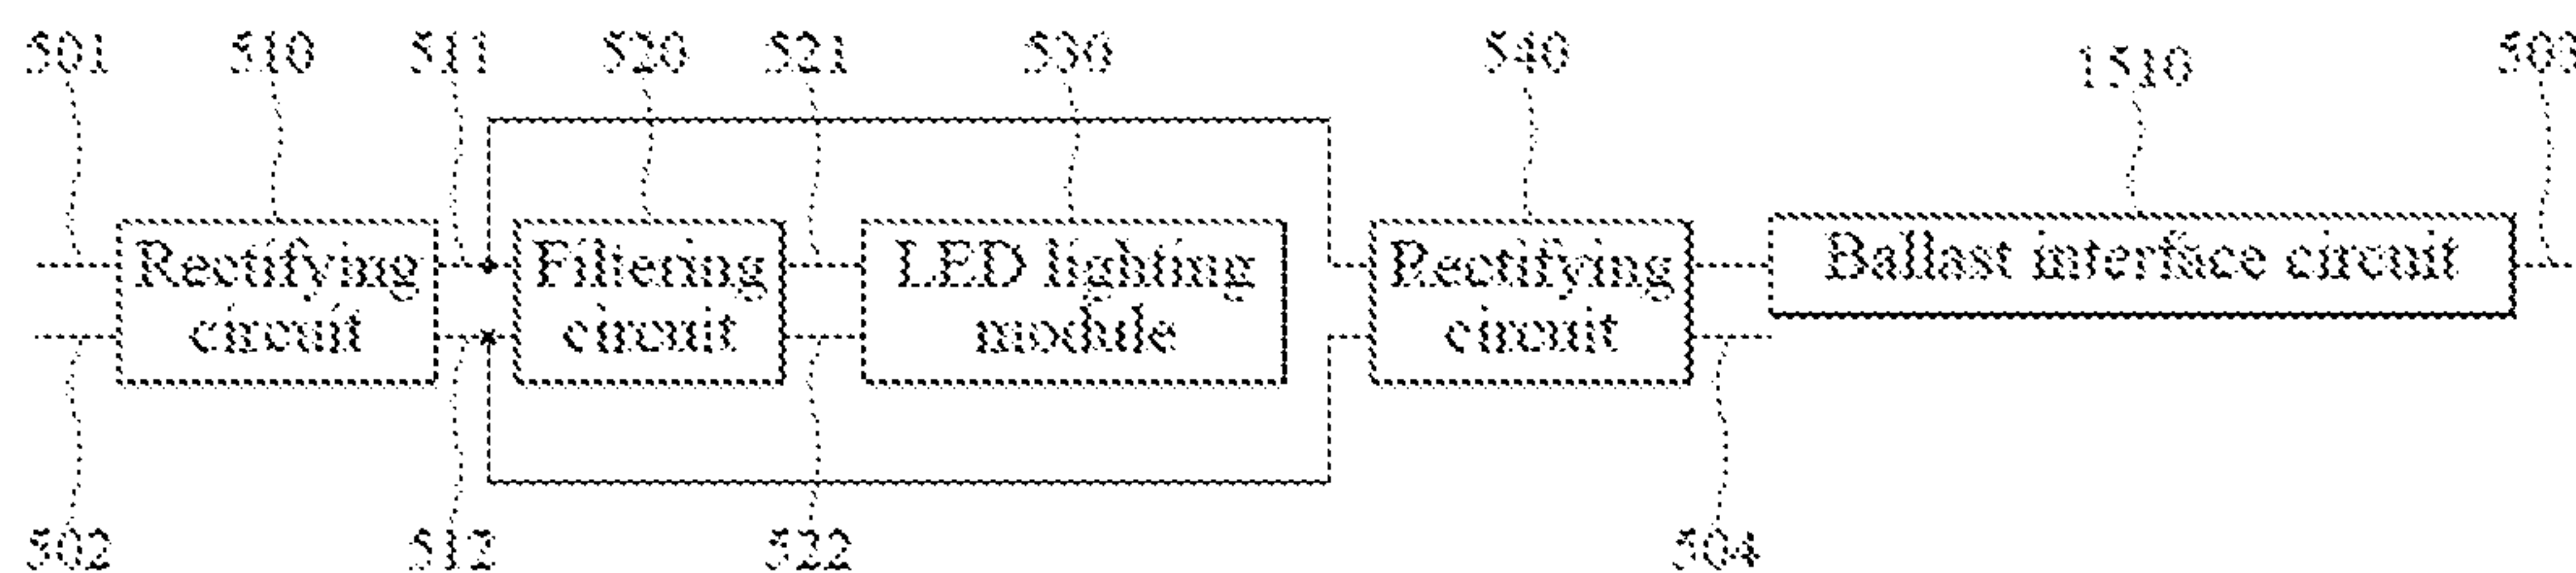 501 510 511 520 521 530 540 1510 503
Rectifying Filtering LED lighting Rectifying Ballast interface circuit
circuit circuit module circuit
502 512 522 504